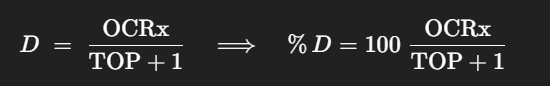 D = OCRx / TOP + 1 ⟹ % D = 100 OCRx / TOP + 1